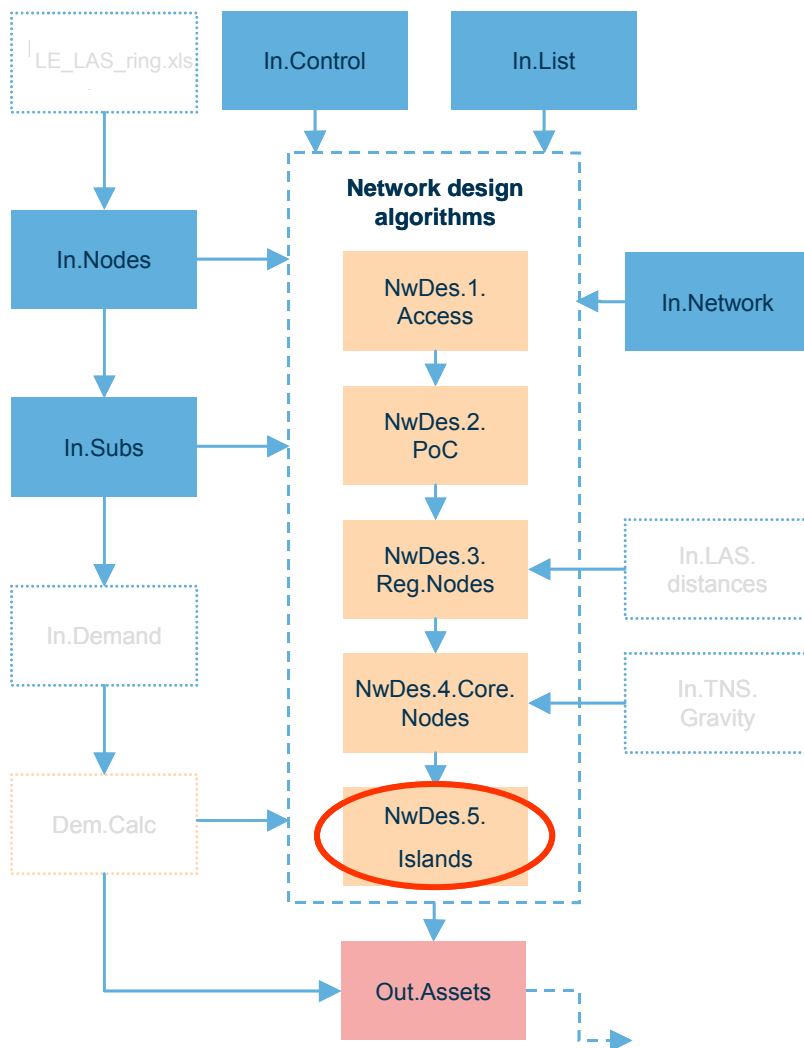 LE_LAS_ring.xls
In.Control
In.List
Network design
algorithms
In.Nodes
NwDes.1.
Access
In.Network
NwDes.2.
PoC
In.Subs
NwDes.3.
Reg.Nodes
In.LAS.
distances
In.Demand
NwDes.4.Core.
Nodes
In.TNS.
Gravity
Dem.Calc
NwDes.5.
Islands
Out.Assets